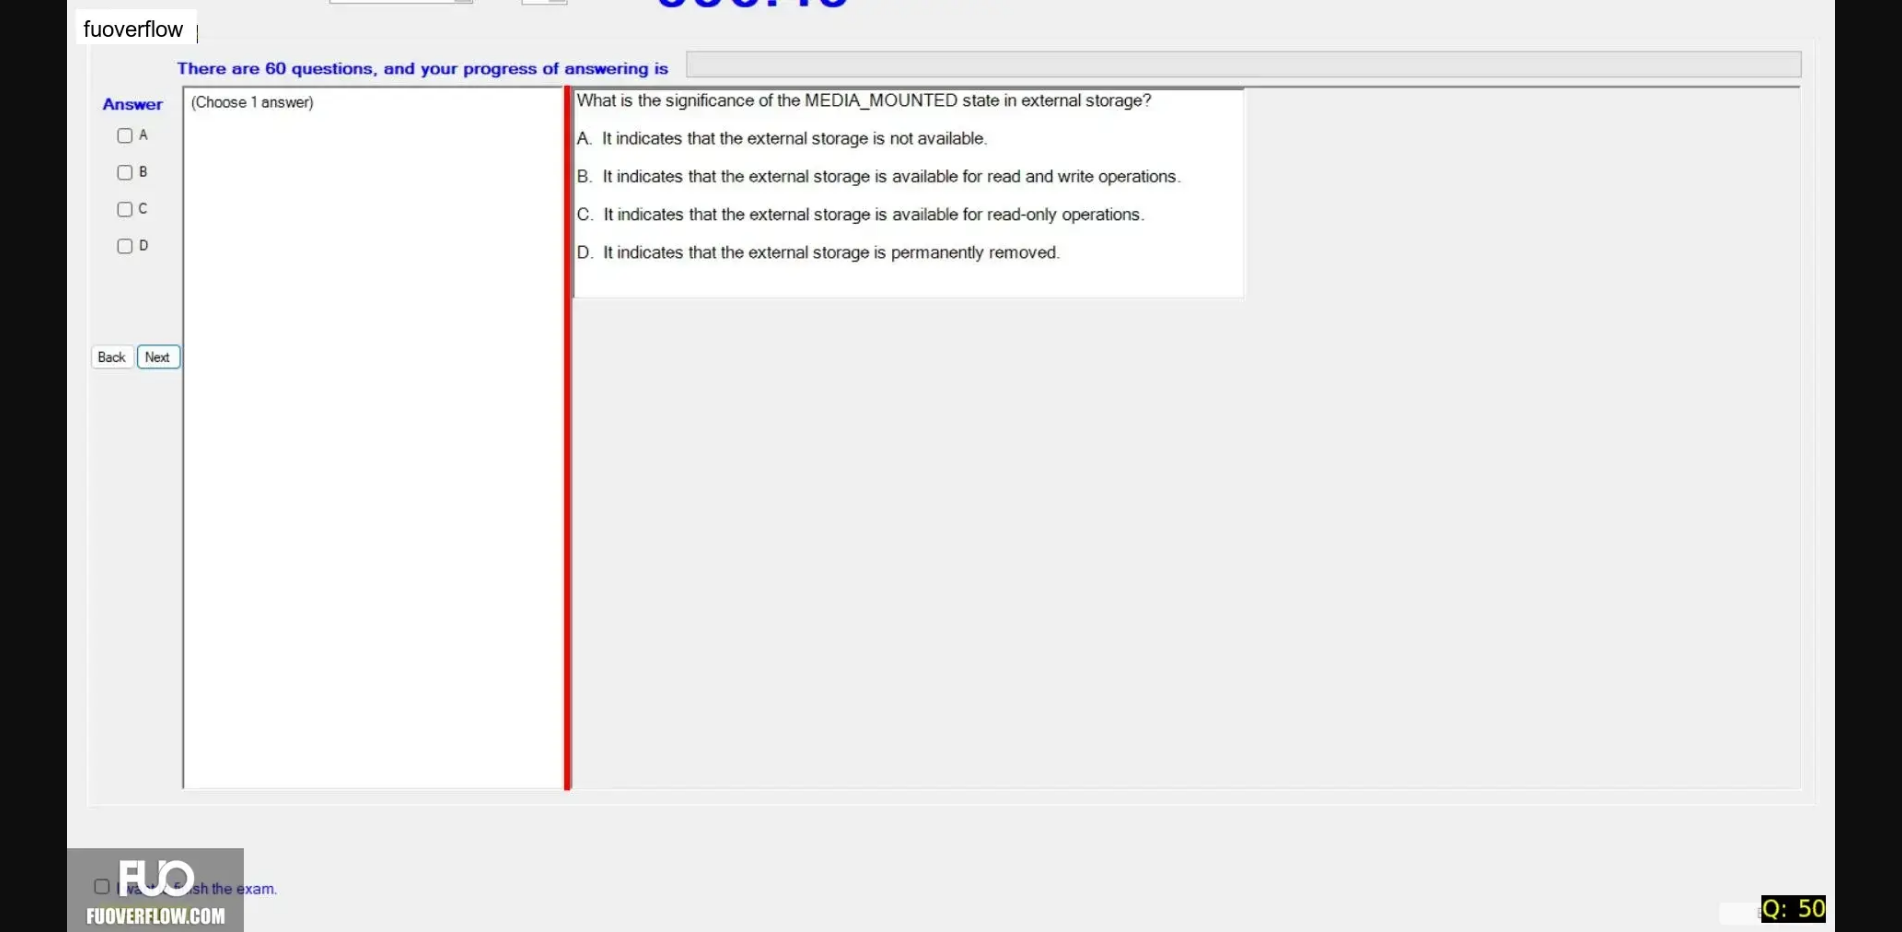 fuoverflow
There are 60 questions, and your progress of answering is
Answer
(Choose 1 answer)
A
B
C
D
Back
Next
What is the significance of the MEDIA_MOUNTED state in external storage?
A. It indicates that the external storage is not available.
B. It indicates that the external storage is available for read and write operations.
C. It indicates that the external storage is available for read-only operations.
D. It indicates that the external storage is permanently removed.
FUO
the exam.
FUOVERFLOW.COM
Q: 50